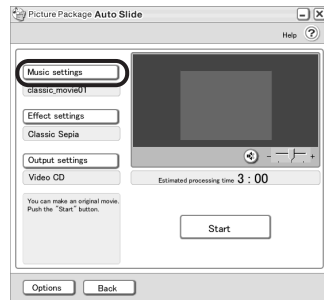 Picture Package Auto Slide
Help ?
Music settings
classic_movie01
Effect settings
Classic Sepia
Output settings
Video CD
- +
Estimated processing time 3 : 00
You can make an original movie.
Push the "Start" button.
Start
Options Back